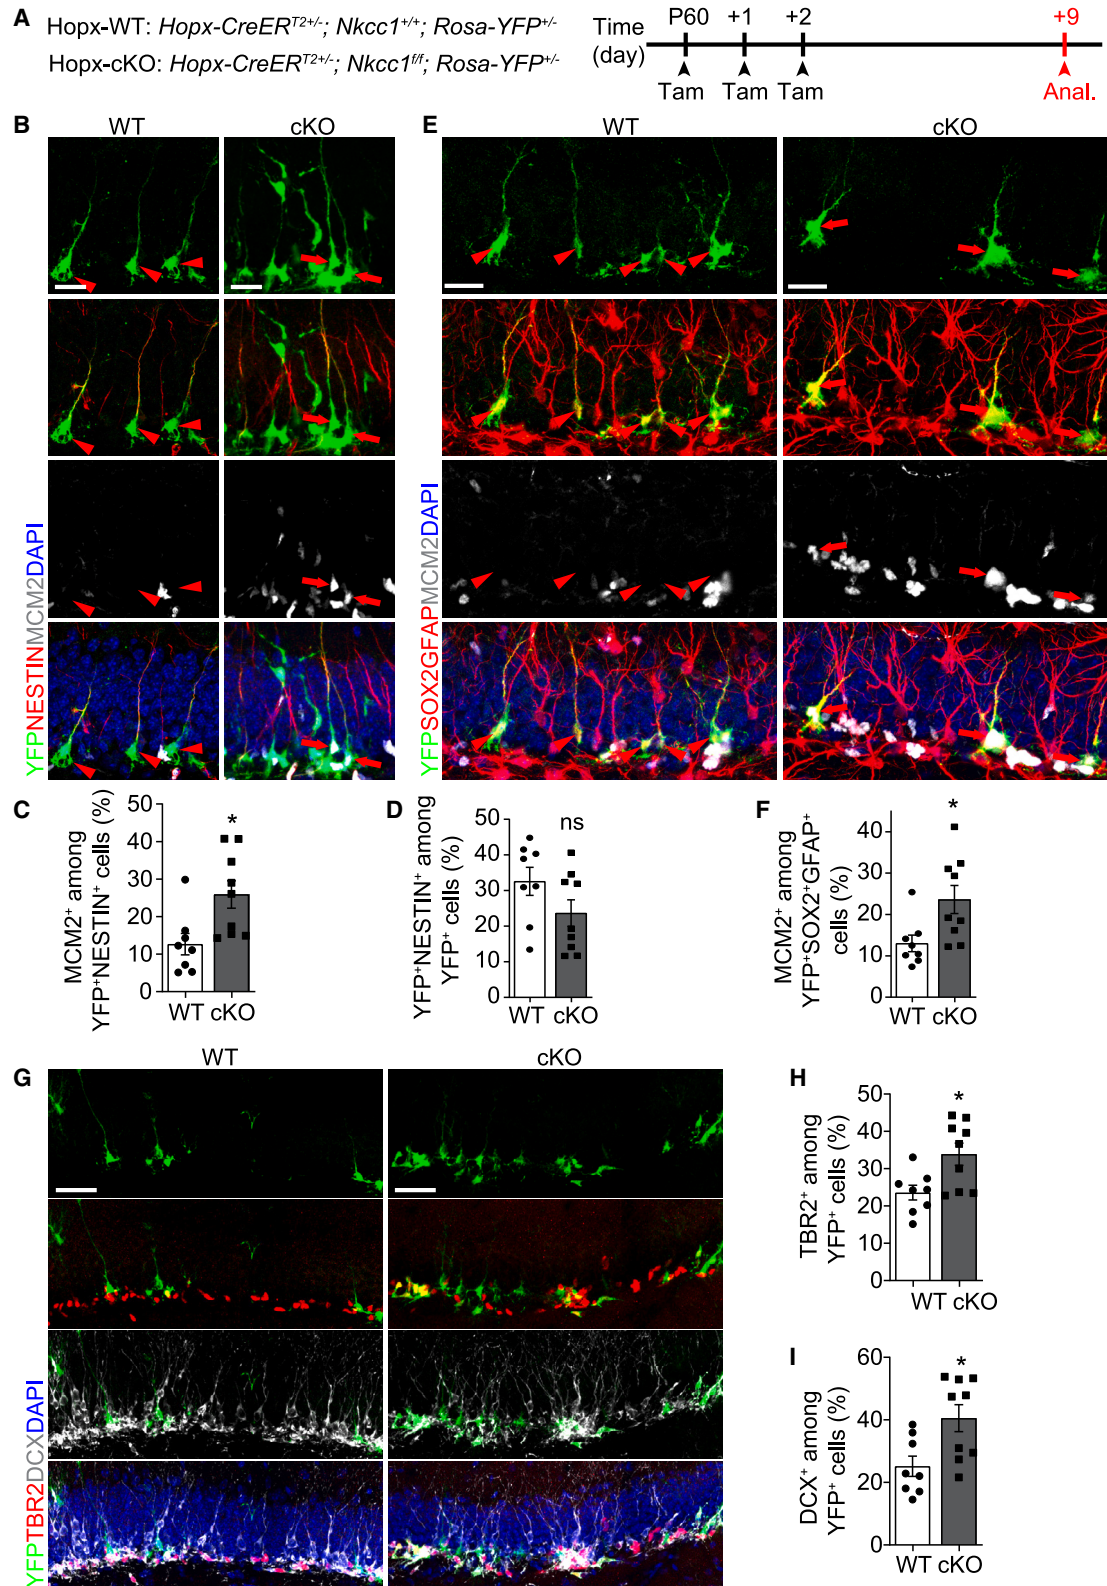 A
Hopx-WT: Hopx-CreERT2+/-; Nkcc1+/+; Rosa-YFP+/-
Hopx-cKO: Hopx-CreERT2+/-; Nkcc1f/f; Rosa-YFP+/-
Time
(day)
P60 +1 +2 +9
Tam Tam Tam Anal.
B
WT cKO
YFPNESTINMCM2DAPI
E
WT cKO
YFPSOX2GFAPMCM2DAPI
C
MCM2+ among
YFP+NESTIN+ cells (%)
50
40
30
20
10
0
*
WT cKO
D
YFP+NESTIN+ among
YFP+ cells (%)
50
40
30
20
10
0
ns
WT cKO
F
MCM2+ among
YFP+SOX2+GFAP+
cells (%)
40
30
20
10
0
*
WT cKO
G
WT cKO
YFPTBR2DCXDAPI
H
TBR2+ among
YFP+ cells (%)
50
40
30
20
10
0
*
WT cKO
I
DCX+ among
YFP+ cells (%)
60
40
20
0
*
WT cKO